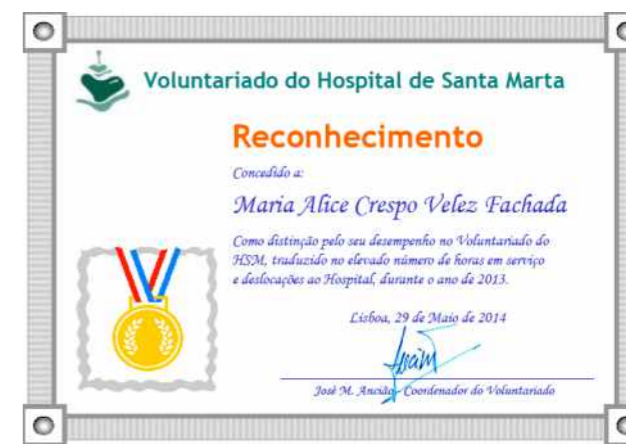 Voluntariado do Hospital de Santa Marta
Reconhecimento
Concedido a:
Maria Alice Crespo Velez Fachada
Como distinção pelo seu desempenho no Voluntariado do
HSM, traduzido no elevado número de horas em serviço
e deslocações ao Hospital, durante o ano de 2013.
Lisboa, 29 de Maio de 2014
José M. Ancião - Coordenador do Voluntariado